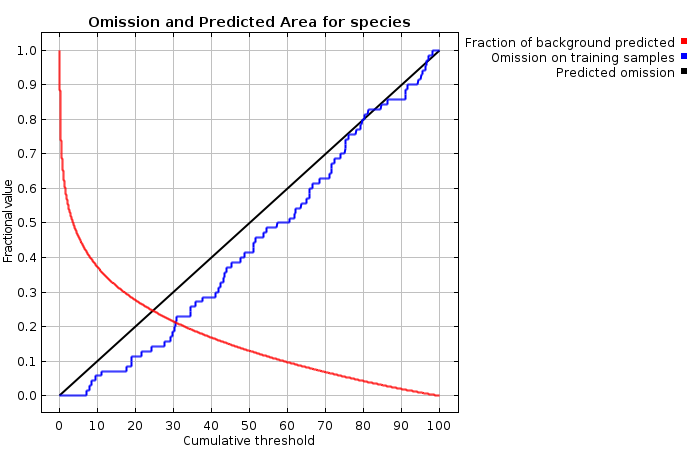 Omission and Predicted Area for species
Fraction of background predicted
Omission on training samples
Predicted omission
Fractional value
1.0
0.9
0.8
0.7
0.6
0.5
0.4
0.3
0.2
0.1
0.0
0 10 20 30 40 50 60 70 80 90 100
Cumulative threshold